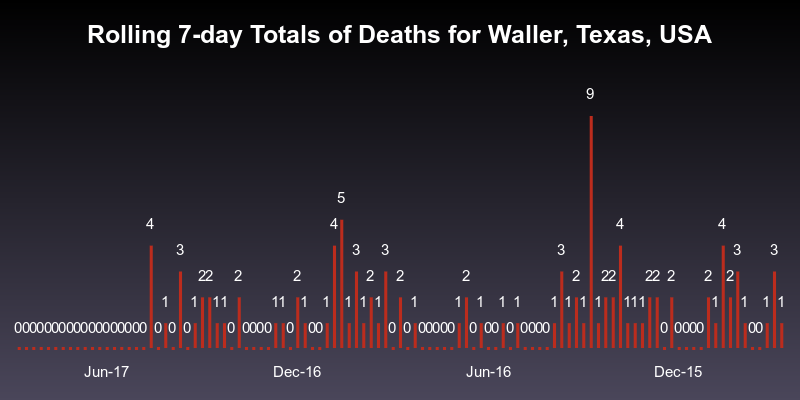 Rolling 7-day Totals of Deaths for Waller, Texas, USA
9
5
4 4 4 4
3 3 3 3 3 3
22 2 2 2 2 2 2 22 22 2 2 2
1 1 11 11 1 1 1 1 1 1 1 1 1 1 1 1 1 1 111 1 1 1 1
000000000000000000 0 0 0 0 0000 0 00 0 0 00000 0 00 0 0000 0 0000 00
Jun-17 Dec-16 Jun-16 Dec-15